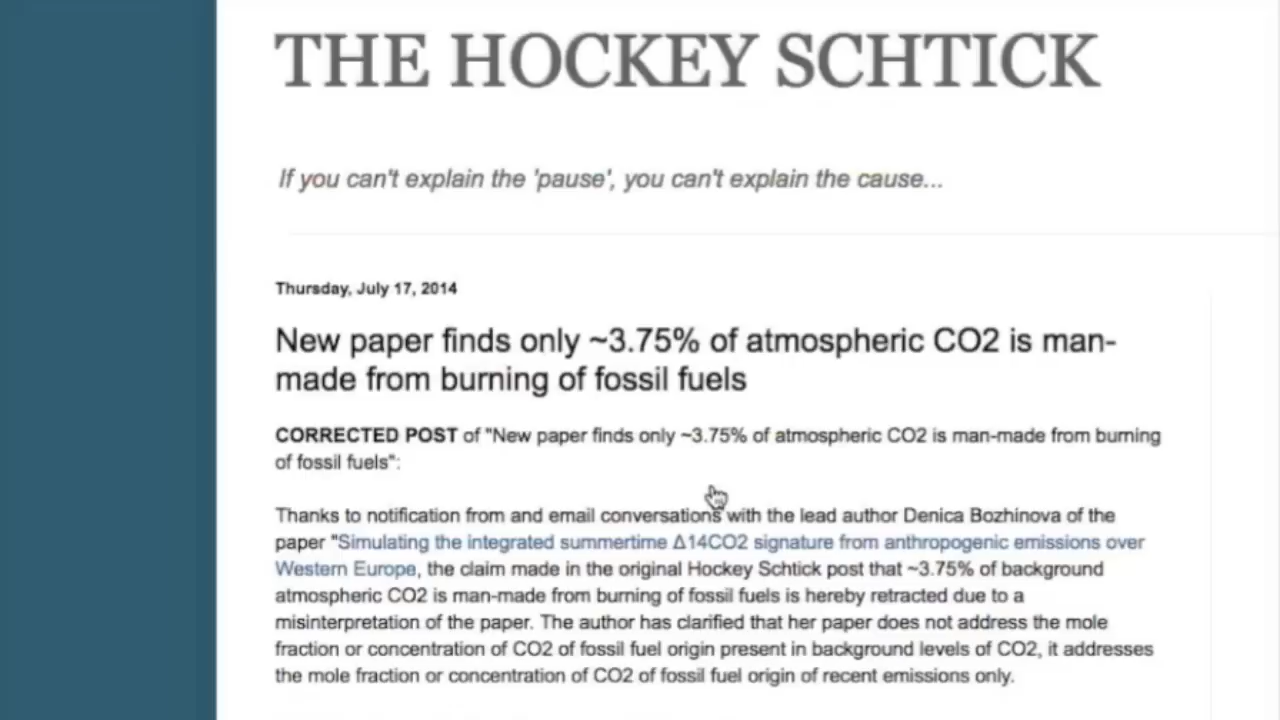 THE HOCKEY SCHTICK
If you can't explain the 'pause', you can't explain the cause...
Thursday, July 17, 2014
New paper finds only ~3.75% of atmospheric CO2 is man-
made from burning of fossil fuels
CORRECTED POST of "New paper finds only ~3.75% of atmospheric CO2 is man-made from burning
of fossil fuels":
Thanks to notification from and email conversations with the lead author Denica Bozhinova of the
paper "Simulating the integrated summertime Δ14CO2 signature from anthropogenic emissions over
Western Europe, the claim made in the original Hockey Schtick post that ~3.75% of background
atmospheric CO2 is man-made from burning of fossil fuels is hereby retracted due to a
misinterpretation of the paper. The author has clarified that her paper does not address the mole
fraction or concentration of CO2 of fossil fuel origin present in background levels of CO2, it addresses
the mole fraction or concentration of CO2 of fossil fuel origin of recent emissions only.